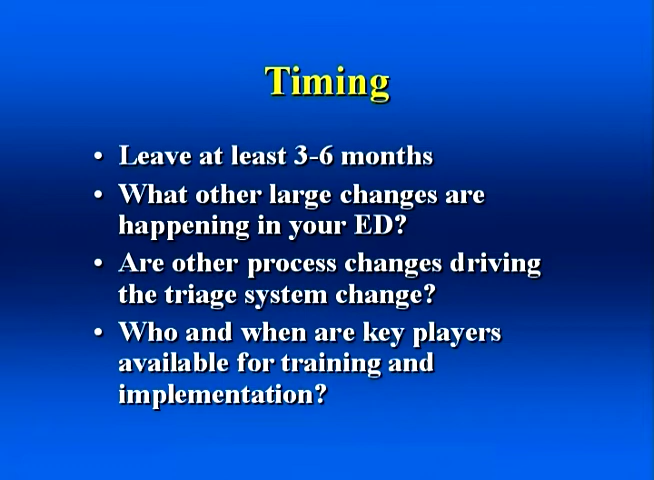 Timing
• Leave at least 3-6 months
• What other large changes are
happening in your ED?
• Are other process changes driving
the triage system change?
• Who and when are key players
available for training and
implementation?